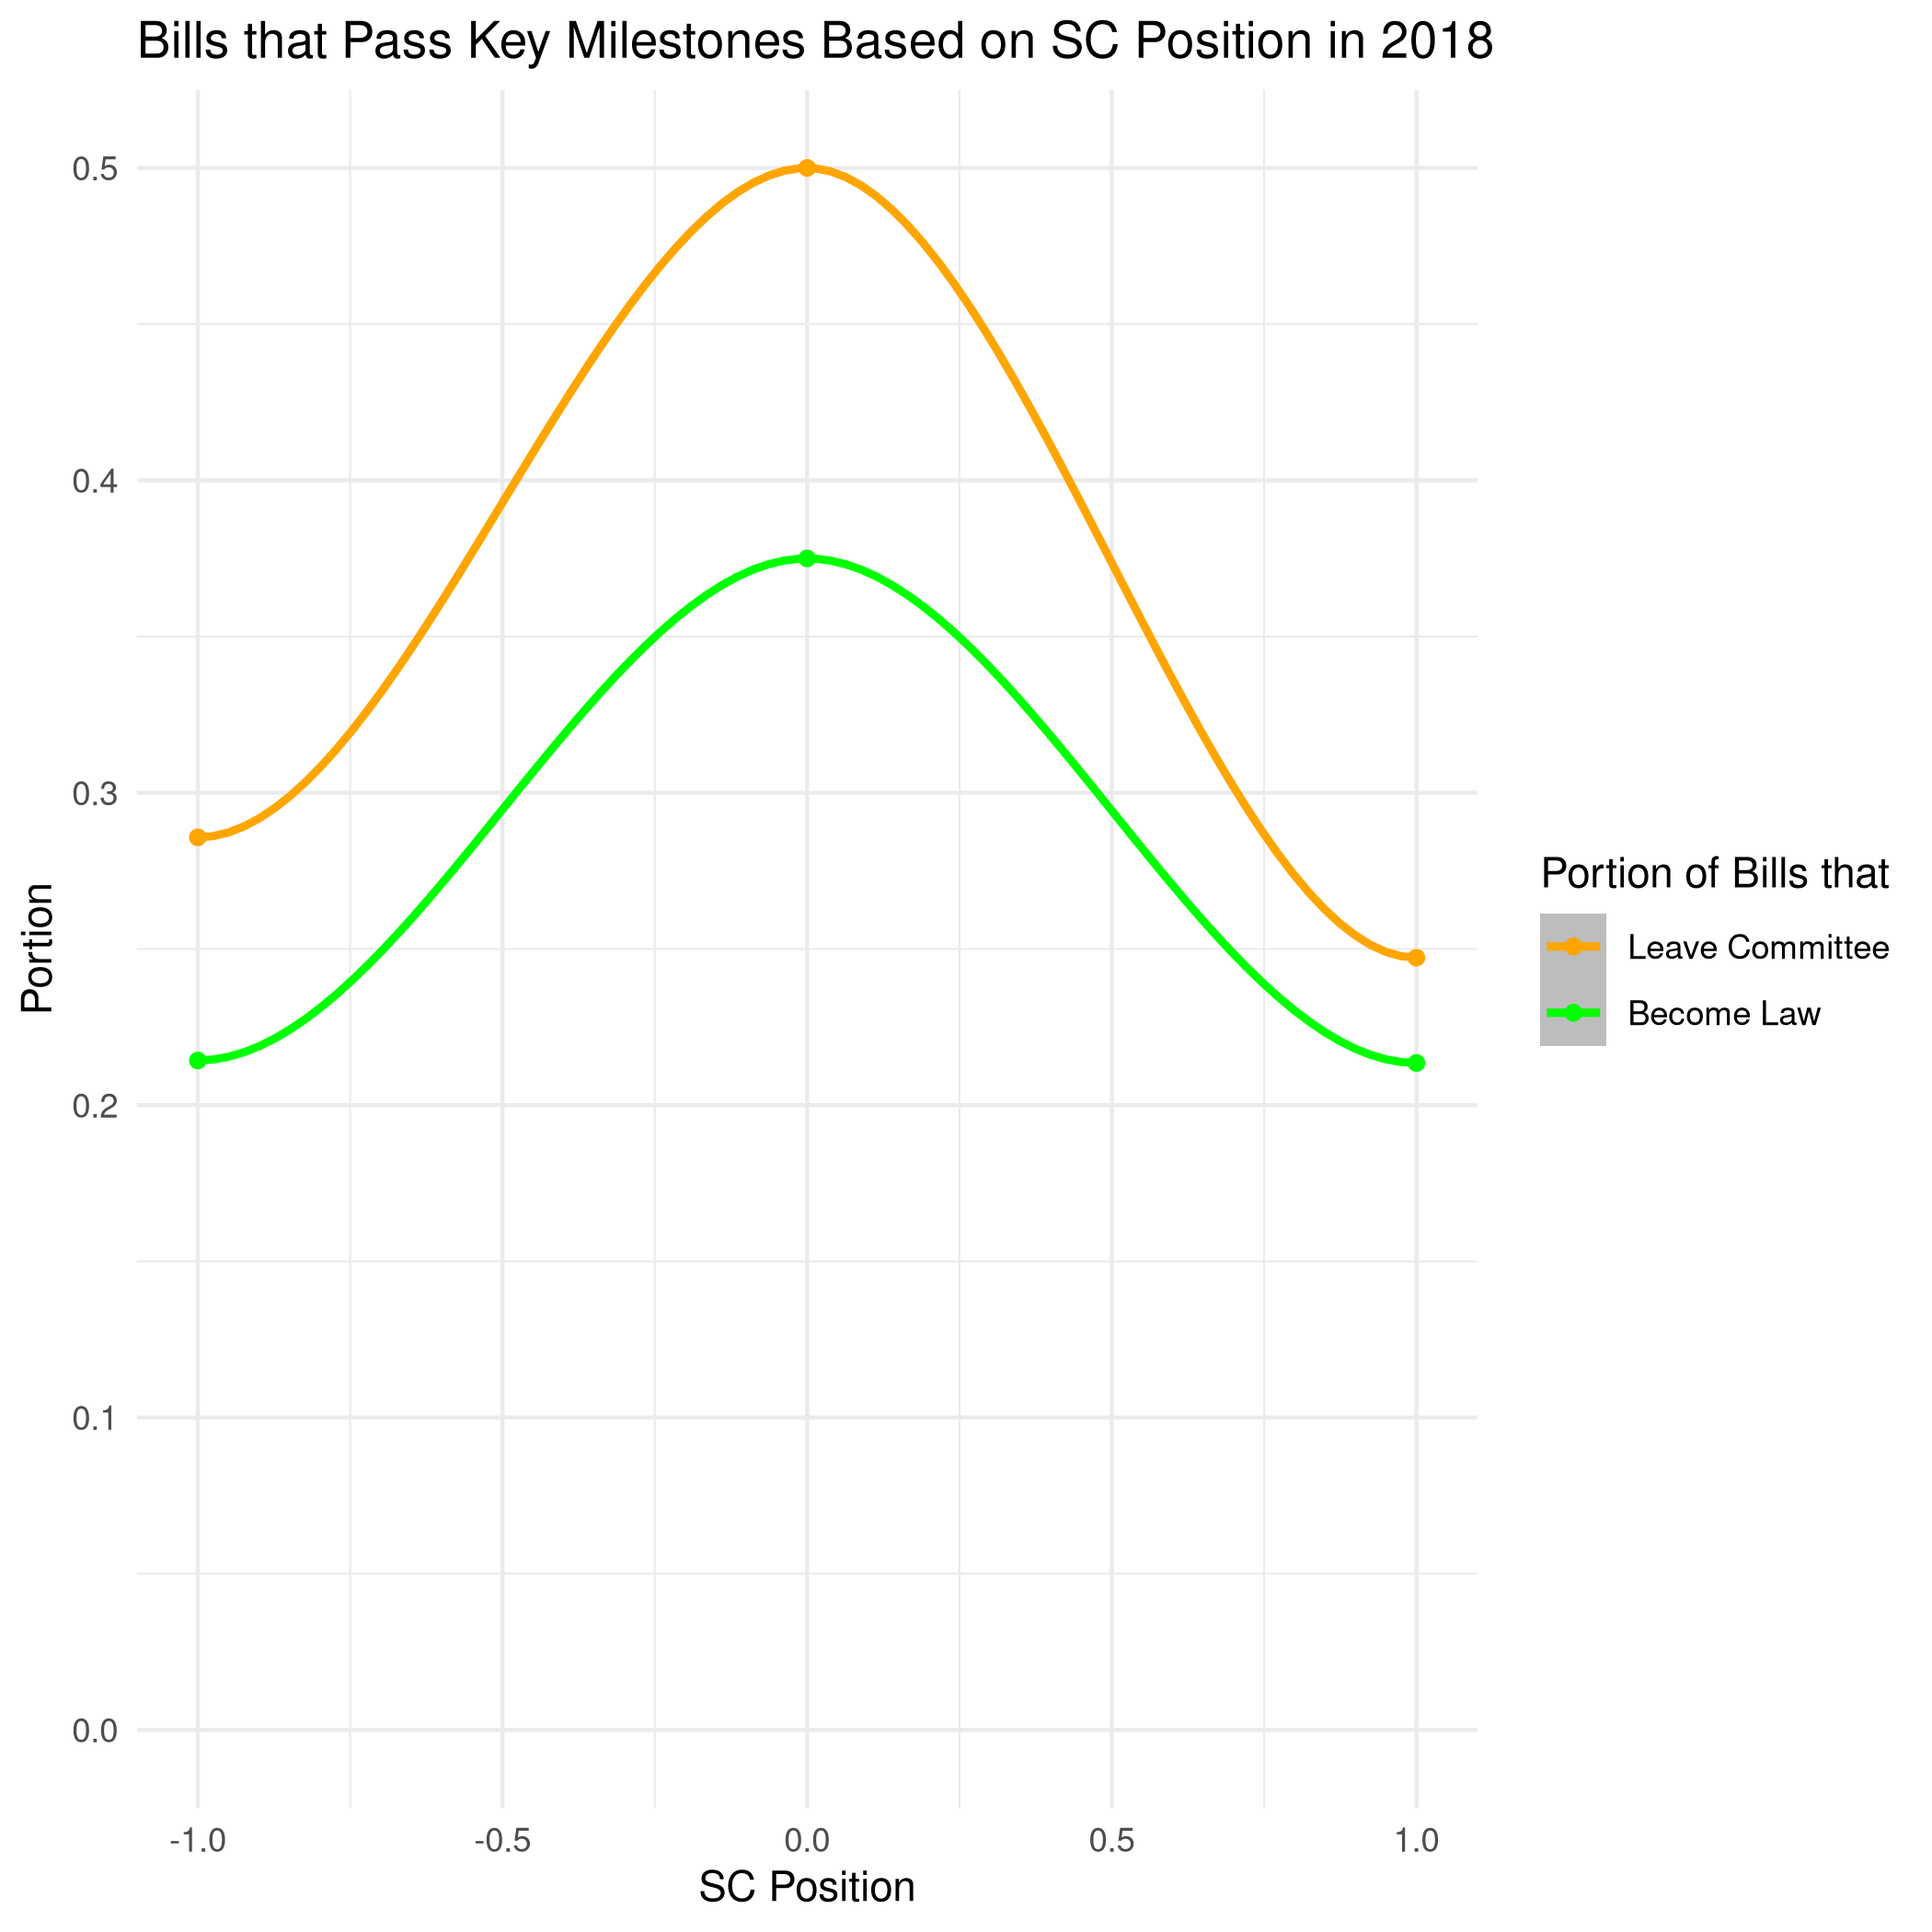 Bills that Pass Key Milestones Based on SC Position in 2018
Portion
0.5
0.4
0.3
0.2
0.1
0.0
-1.0 -0.5 0.0 0.5 1.0
SC Position
Portion of Bills that
Leave Committee
Become Law